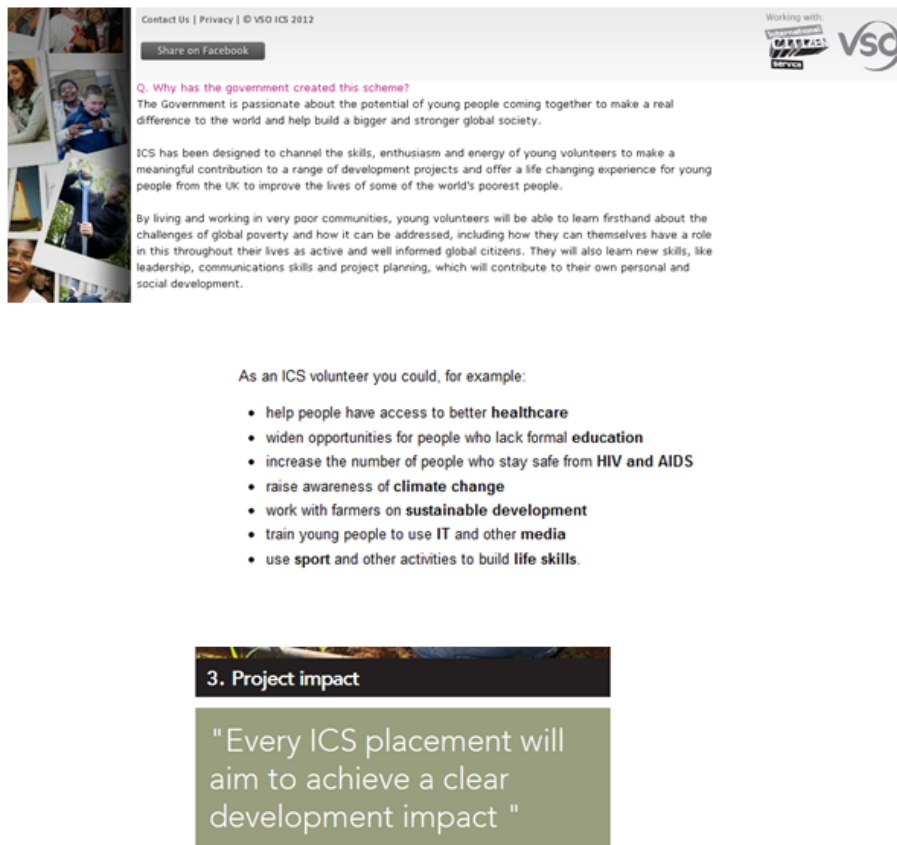 Contact Us | Privacy | © VSO ICS 2012
Working with:
Share on Facebook
International
CITIZEN
Service
VSO
Q. Why has the government created this scheme?
The Government is passionate about the potential of young people coming together to make a real
difference to the world and help build a bigger and stronger global society.
ICS has been designed to channel the skills, enthusiasm and energy of young volunteers to make a
meaningful contribution to a range of development projects and offer a life changing experience for young
people from the UK to improve the lives of some of the world's poorest people.
By living and working in very poor communities, young volunteers will be able to learn firsthand about the
challenges of global poverty and how it can be addressed, including how they can themselves have a role
in this throughout their lives as active and well informed global citizens. They will also learn new skills, like
leadership, communications skills and project planning, which will contribute to their own personal and
social development.
As an ICS volunteer you could, for example:
• help people have access to better healthcare
• widen opportunities for people who lack formal education
• increase the number of people who stay safe from HIV and AIDS
• raise awareness of climate change
• work with farmers on sustainable development
• train young people to use IT and other media
• use sport and other activities to build life skills.
3. Project impact
"Every ICS placement will
aim to achieve a clear
development impact "